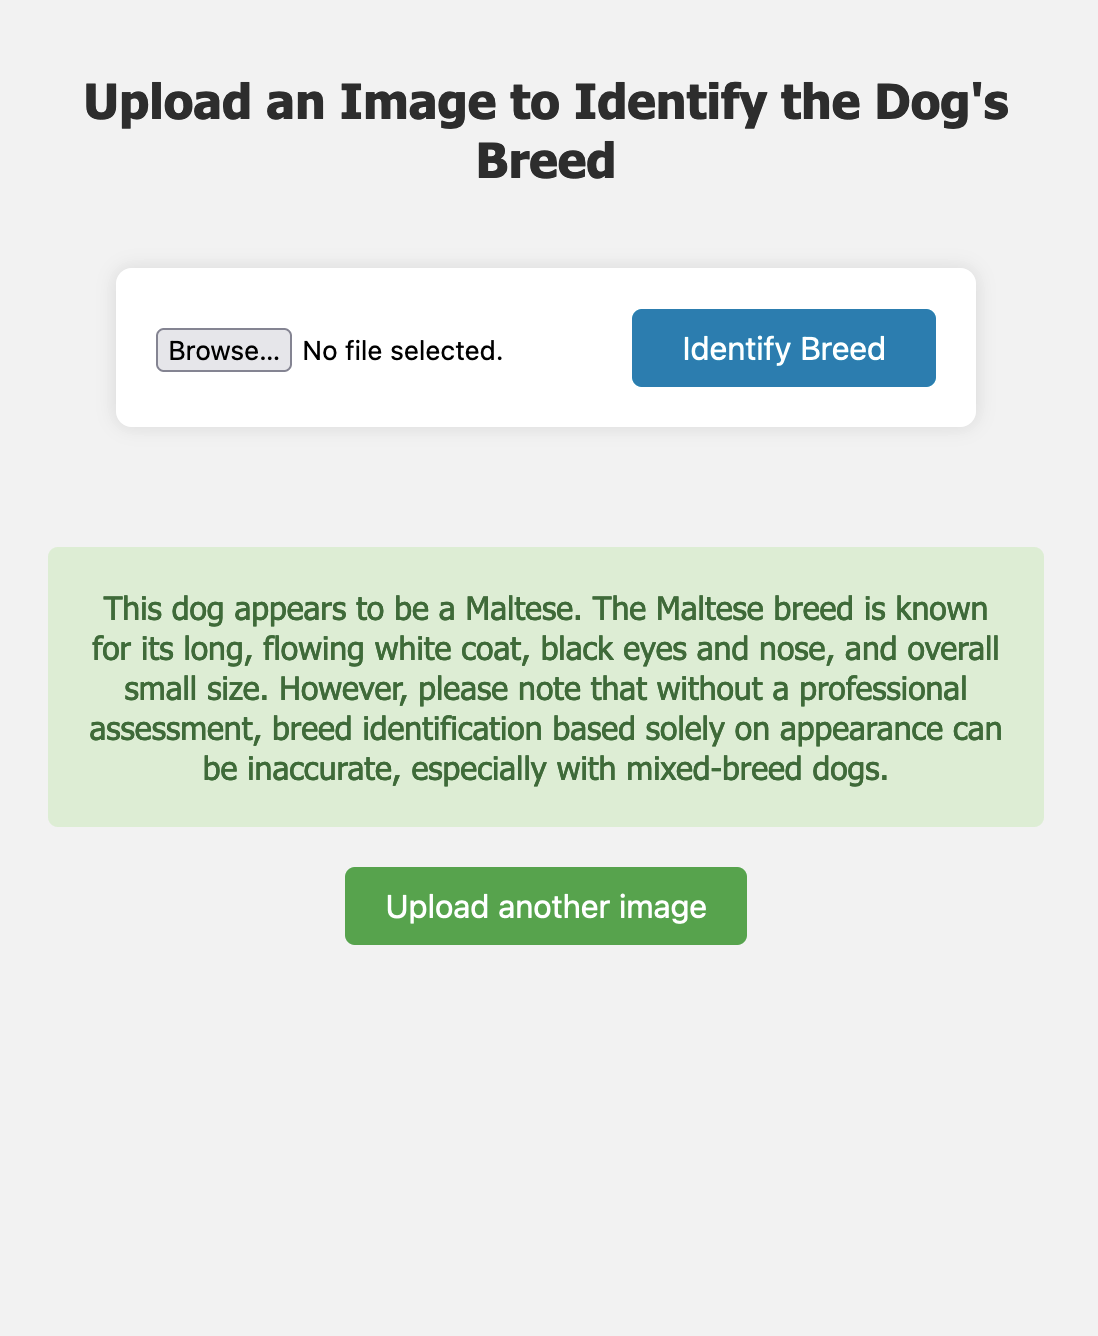 Upload an Image to Identify the Dog's
Breed
Browse... No file selected.
Identify Breed
This dog appears to be a Maltese. The Maltese breed is known
for its long, flowing white coat, black eyes and nose, and overall
small size. However, please note that without a professional
assessment, breed identification based solely on appearance can
be inaccurate, especially with mixed-breed dogs.
Upload another image